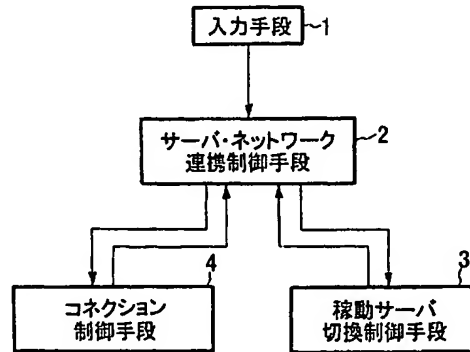 入力手段
1
サーバ・ネットワーク
連携制御手段
2
4
コネクション
制御手段
3
稼動サーバ
切換制御手段